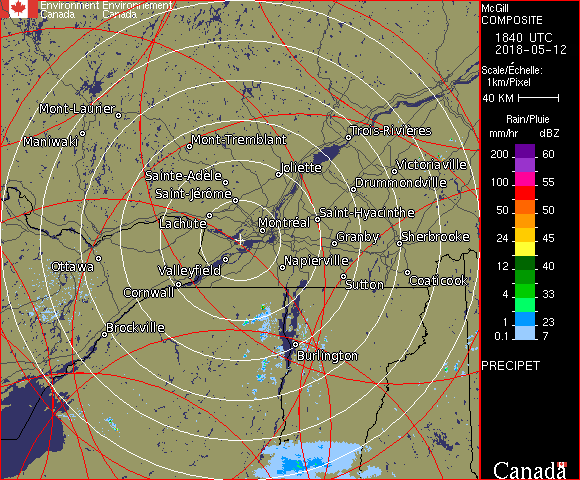 Environment Environnement
Canada Canada
McGill
COMPOSITE
1840 UTC
2018-05-12
Scale/Échelle:
1km/Pixel
40 KM
Rain/Pluie
mm/hr dBZ
200 60
100 55
50 50
24 45
12 40
4 33
1 23
0.1 7
PRECIPET
Canada
Mont-Laurier
Maniwaki
Mont-Tremblant
Trois-Rivières
Joliette
Victoriaville
Sainte-Adèle
Drummondville
Saint-Jérôme
Lachute
Montréal
Saint-Hyacinthe
Granby
Sherbrooke
Ottawa
Valleyfield
Napierville
Cornwall
Sutton
Coaticook
Brockville
Burlington